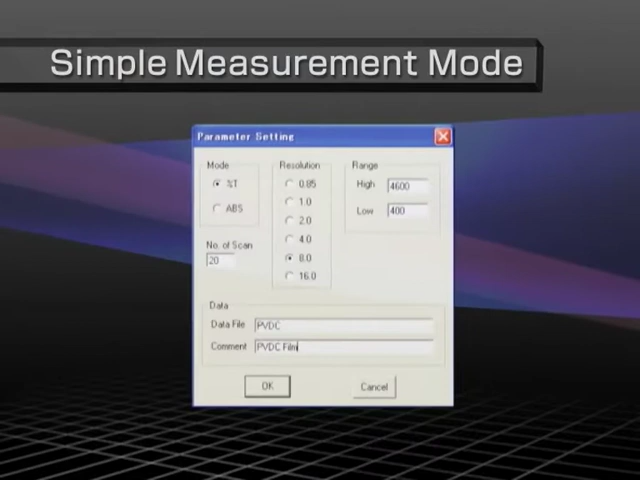 Simple Measurement Mode
Parameter Setting
Mode
%T
ABS
No. of Scan
20
Resolution
0.85
1.0
2.0
4.0
8.0
16.0
Range
High 4600
Low 400
Data
Data File PVDC
Comment PVDC Film
OK Cancel